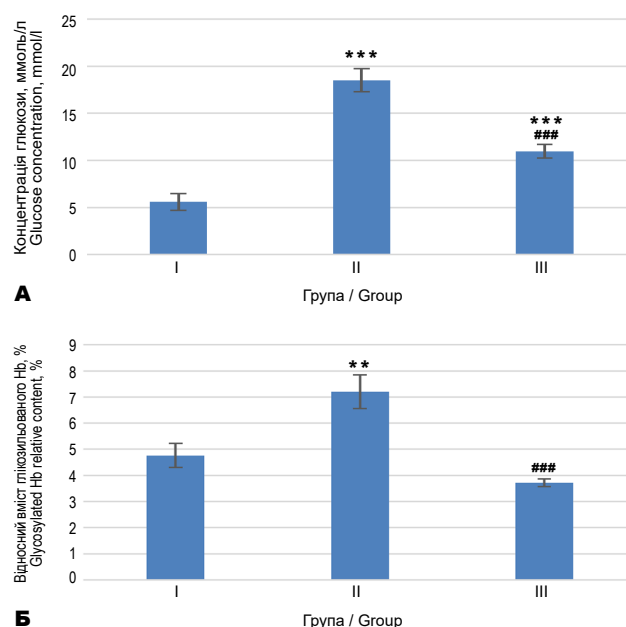 Концентрація глюкози, ммоль/л
Glucose concentration, mmol/l
25
20
15
10
5
0
***
***
###
I
II
III
А
Група / Group
Відносний вміст глікозильованого Hb, %
Glycosylated Hb relative content, %
9
8
7
6
5
4
3
2
1
0
**
###
I
II
III
Б
Група / Group